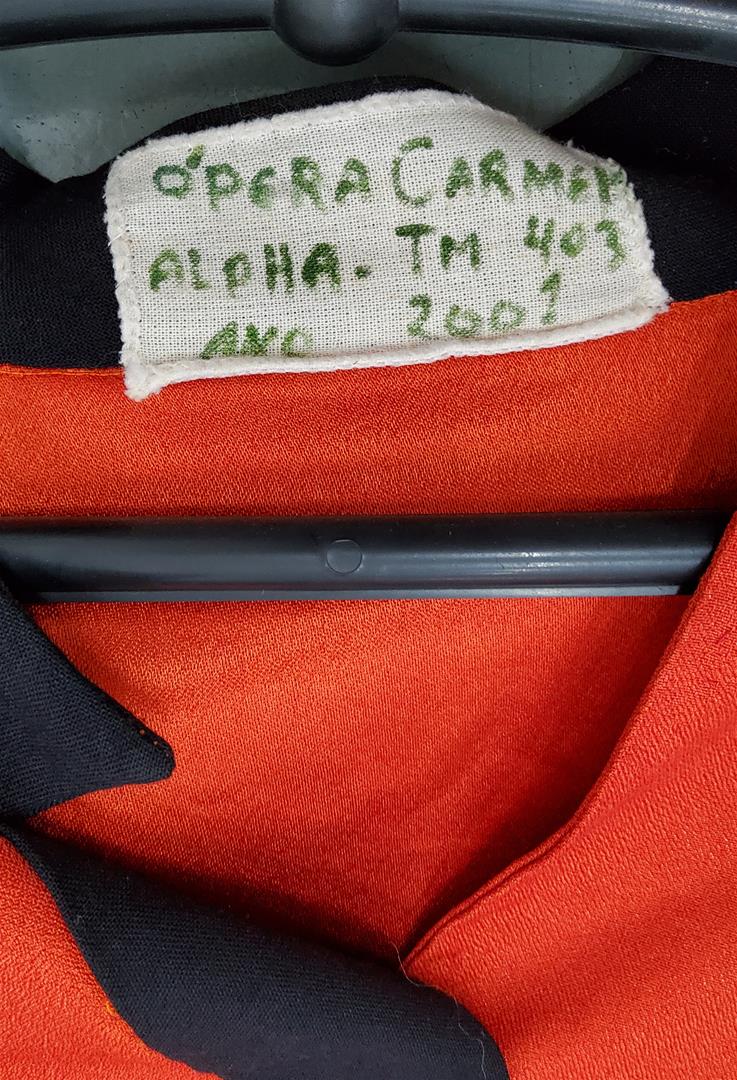 ÓPERA CARMEN
ALPHA. TM 403
ANO 2001